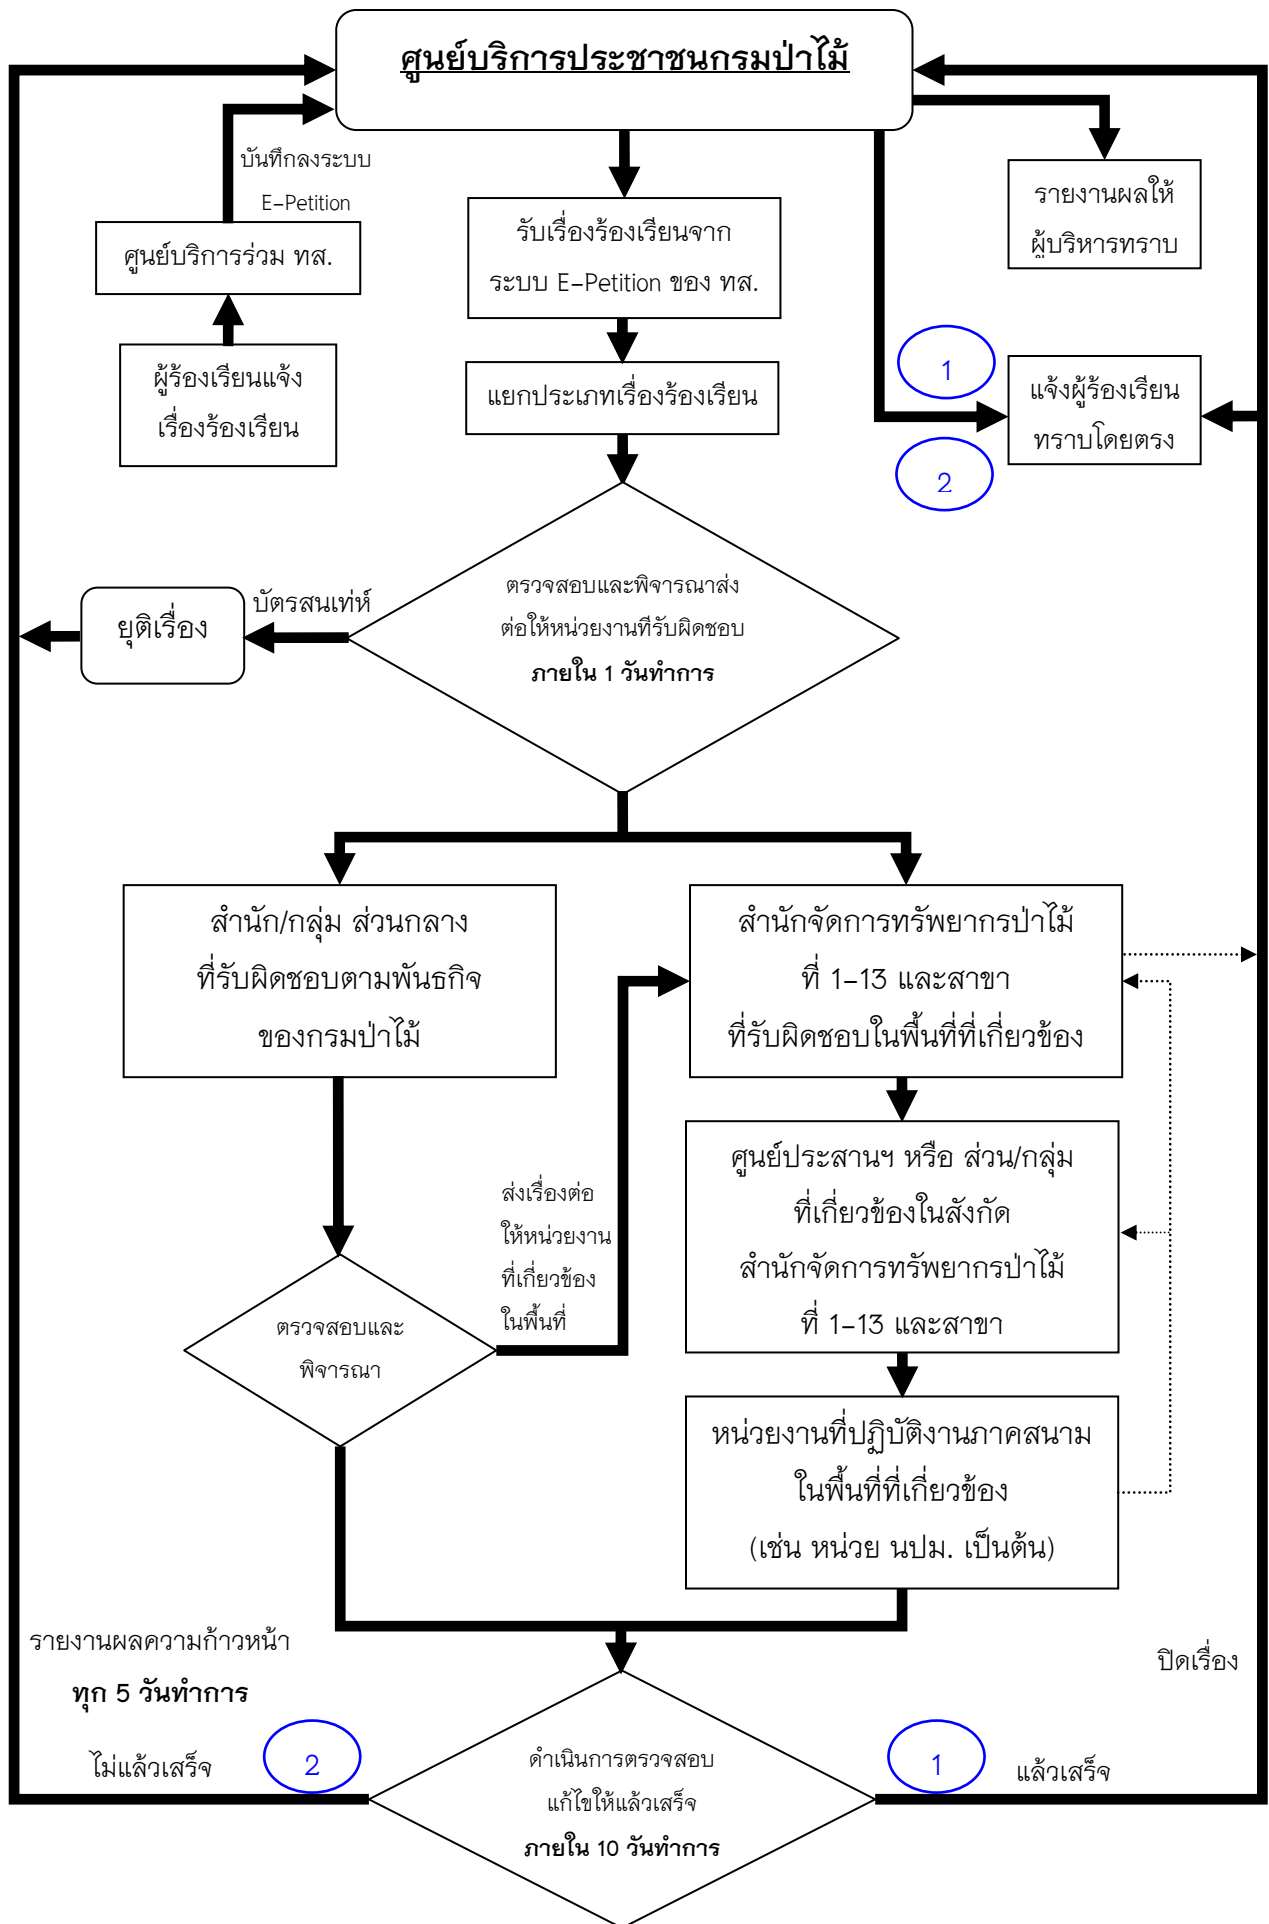 ศูนย์บริการประชาชนกรมป่าไม้
บันทึกลงระบบ
E-Petition
ศูนย์บริการร่วม ทส.
ผู้ร้องเรียนแจ้ง
เรื่องร้องเรียน
รับเรื่องร้องเรียนจาก
ระบบ E-Petition ของ ทส.
แยกประเภทเรื่องร้องเรียน
รายงานผลให้
ผู้บริหารทราบ
1
แจ้งผู้ร้องเรียน
ทราบโดยตรง
2
ตรวจสอบและพิจารณาส่ง
ต่อให้หน่วยงานที่รับผิดชอบ
ภายใน 1 วันทำการ
บัตรสนเท่ห์
ยุติเรื่อง
สำนัก/กลุ่ม ส่วนกลาง
ที่รับผิดชอบตามพันธกิจ
ของกรมป่าไม้
สำนักจัดการทรัพยากรป่าไม้
ที่ 1-13 และสาขา
ที่รับผิดชอบในพื้นที่ที่เกี่ยวข้อง
ส่งเรื่องต่อ
ให้หน่วยงาน
ที่เกี่ยวข้อง
ในพื้นที่
ศูนย์ประสานฯ หรือ ส่วน/กลุ่ม
ที่เกี่ยวข้องในสังกัด
สำนักจัดการทรัพยากรป่าไม้
ที่ 1-13 และสาขา
ตรวจสอบและ
พิจารณา
หน่วยงานที่ปฏิบัติงานภาคสนาม
ในพื้นที่ที่เกี่ยวข้อง
(เช่น หน่วย นปม. เป็นต้น)
รายงานผลความก้าวหน้า
ทุก 5 วันทำการ
ไม่แล้วเสร็จ
2
ดำเนินการตรวจสอบ
แก้ไขให้แล้วเสร็จ
ภายใน 10 วันทำการ
1
แล้วเสร็จ
ปิดเรื่อง